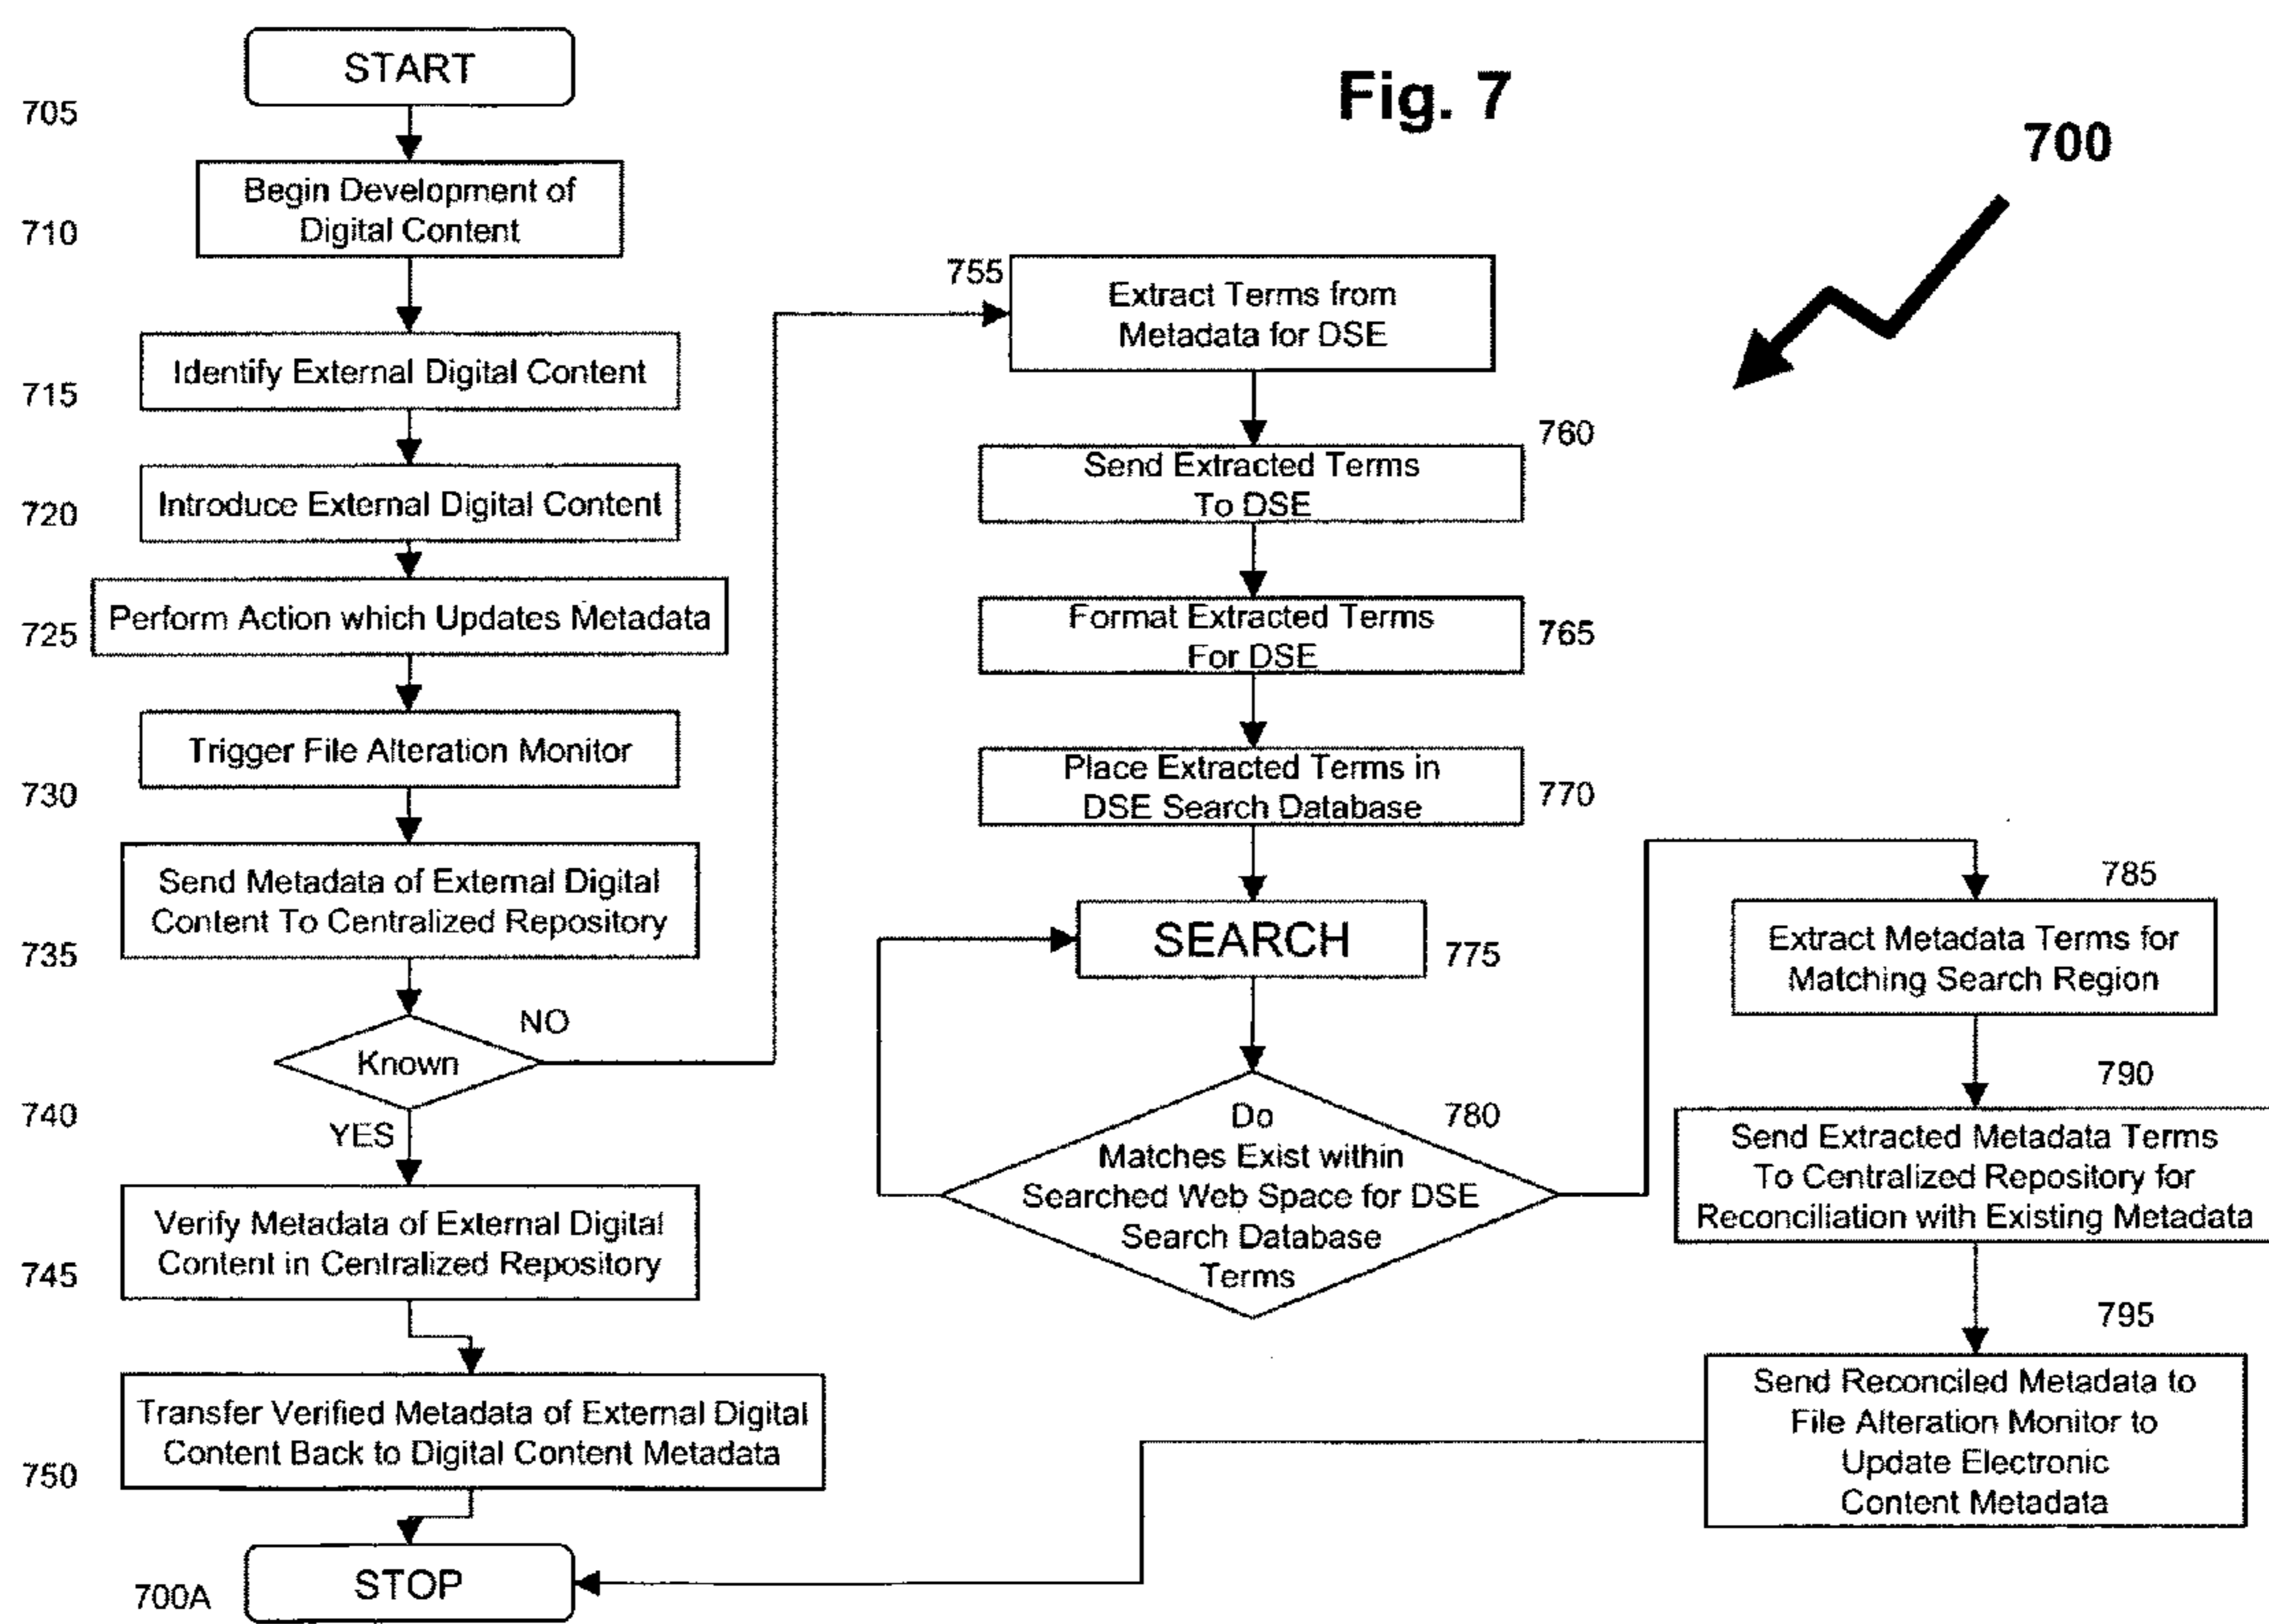 Fig. 7
700
START
705
Begin Development of
Digital Content
710
Identify External Digital Content
715
Introduce External Digital Content
720
Perform Action which Updates Metadata
725
Trigger File Alteration Monitor
730
Send Metadata of External Digital
Content To Centralized Repository
735
Known
NO
YES
740
Verify Metadata of External Digital
Content in Centralized Repository
745
Transfer Verified Metadata of External Digital
Content Back to Digital Content Metadata
750
STOP
700A
755
Extract Terms from
Metadata for DSE
760
Send Extracted Terms
To DSE
Format Extracted Terms
For DSE
765
Place Extracted Terms in
DSE Search Database
770
SEARCH
775
Do
Matches Exist within
Searched Web Space for DSE
Search Database
Terms
780
785
Extract Metadata Terms for
Matching Search Region
790
Send Extracted Metadata Terms
To Centralized Repository for
Reconciliation with Existing Metadata
795
Send Reconciled Metadata to
File Alteration Monitor to
Update Electronic
Content Metadata